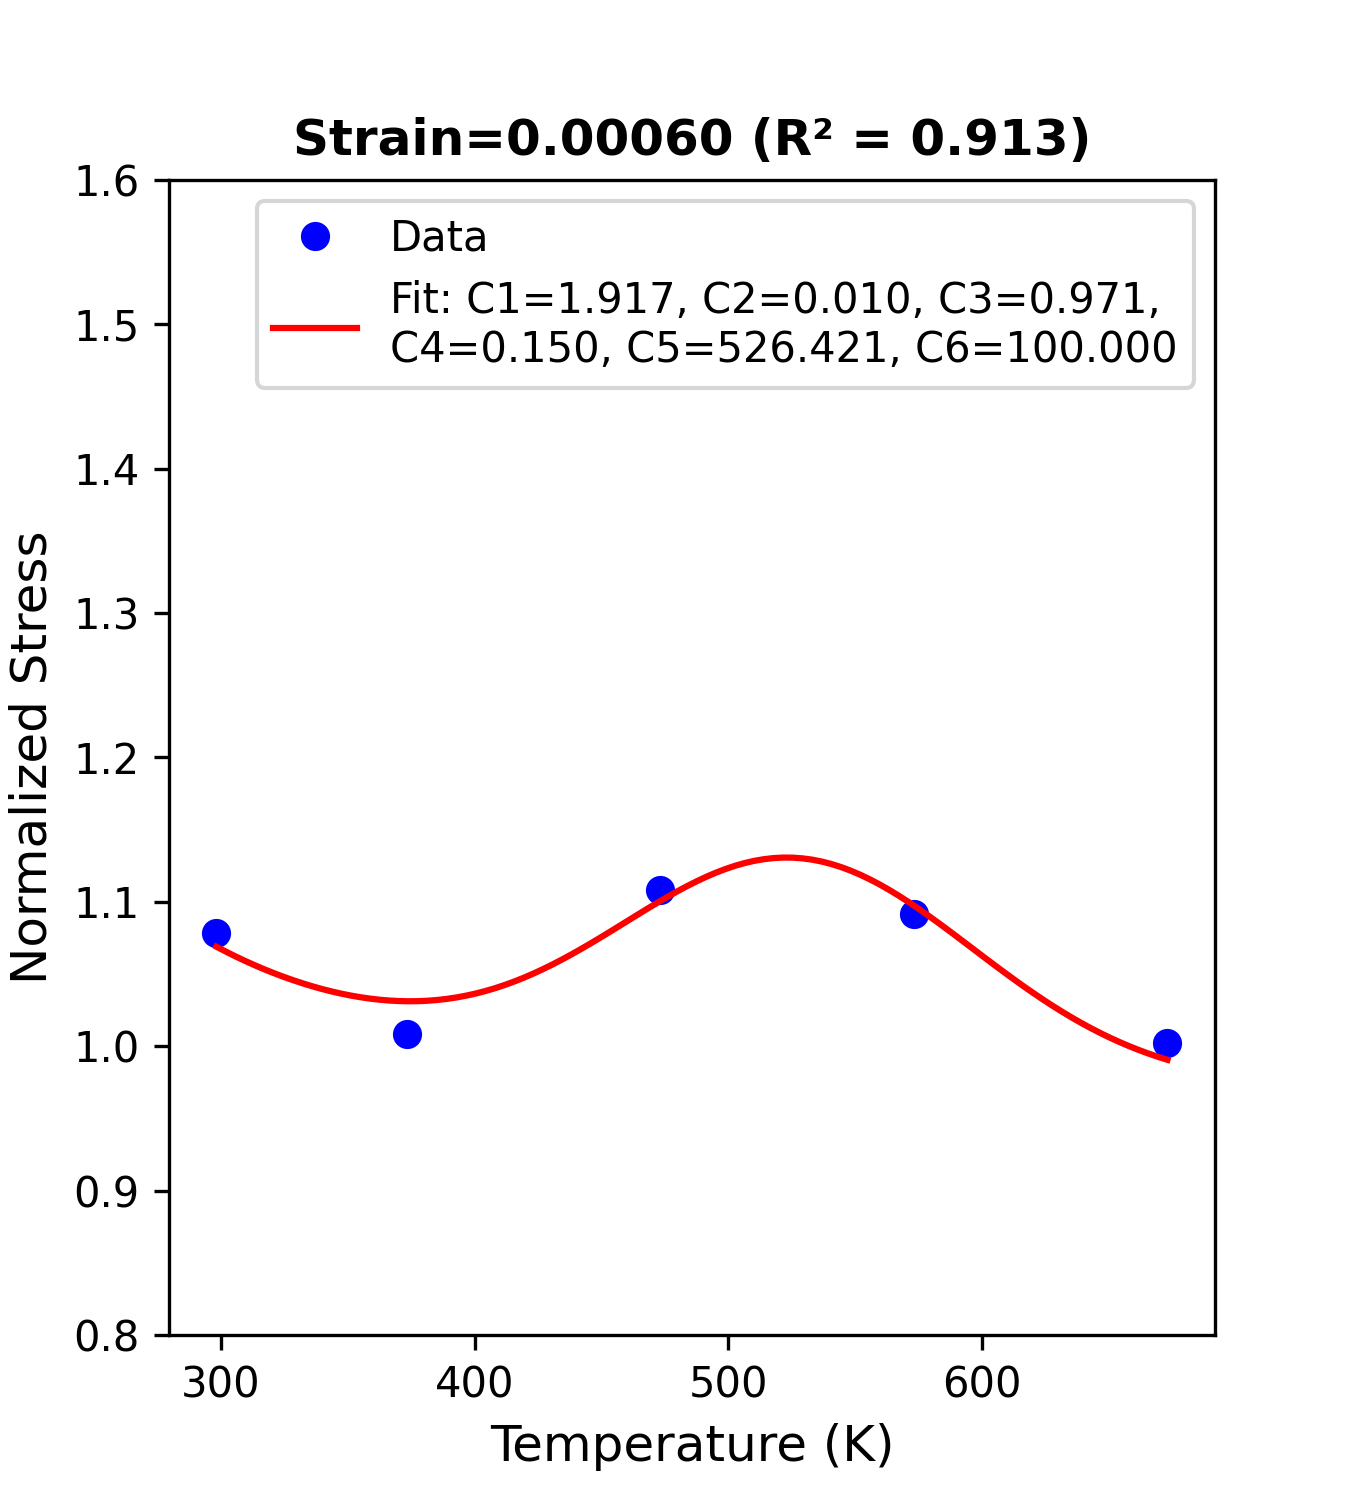 Strain=0.00060 (R² = 0.913)
Data
Fit: C1=1.917, C2=0.010, C3=0.971,
C4=0.150, C5=526.421, C6=100.000
1.6
1.5
1.4
1.3
1.2
1.1
1.0
0.9
0.8
Normalized Stress
300
400
500
600
Temperature (K)